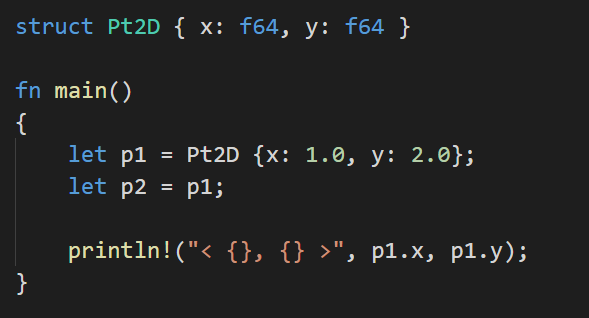 struct Pt2D { x: f64, y: f64 }
fn main()
{
let p1 = Pt2D {x: 1.0, y: 2.0};
let p2 = p1;
println!("< {}, {} >", p1.x, p1.y);
}